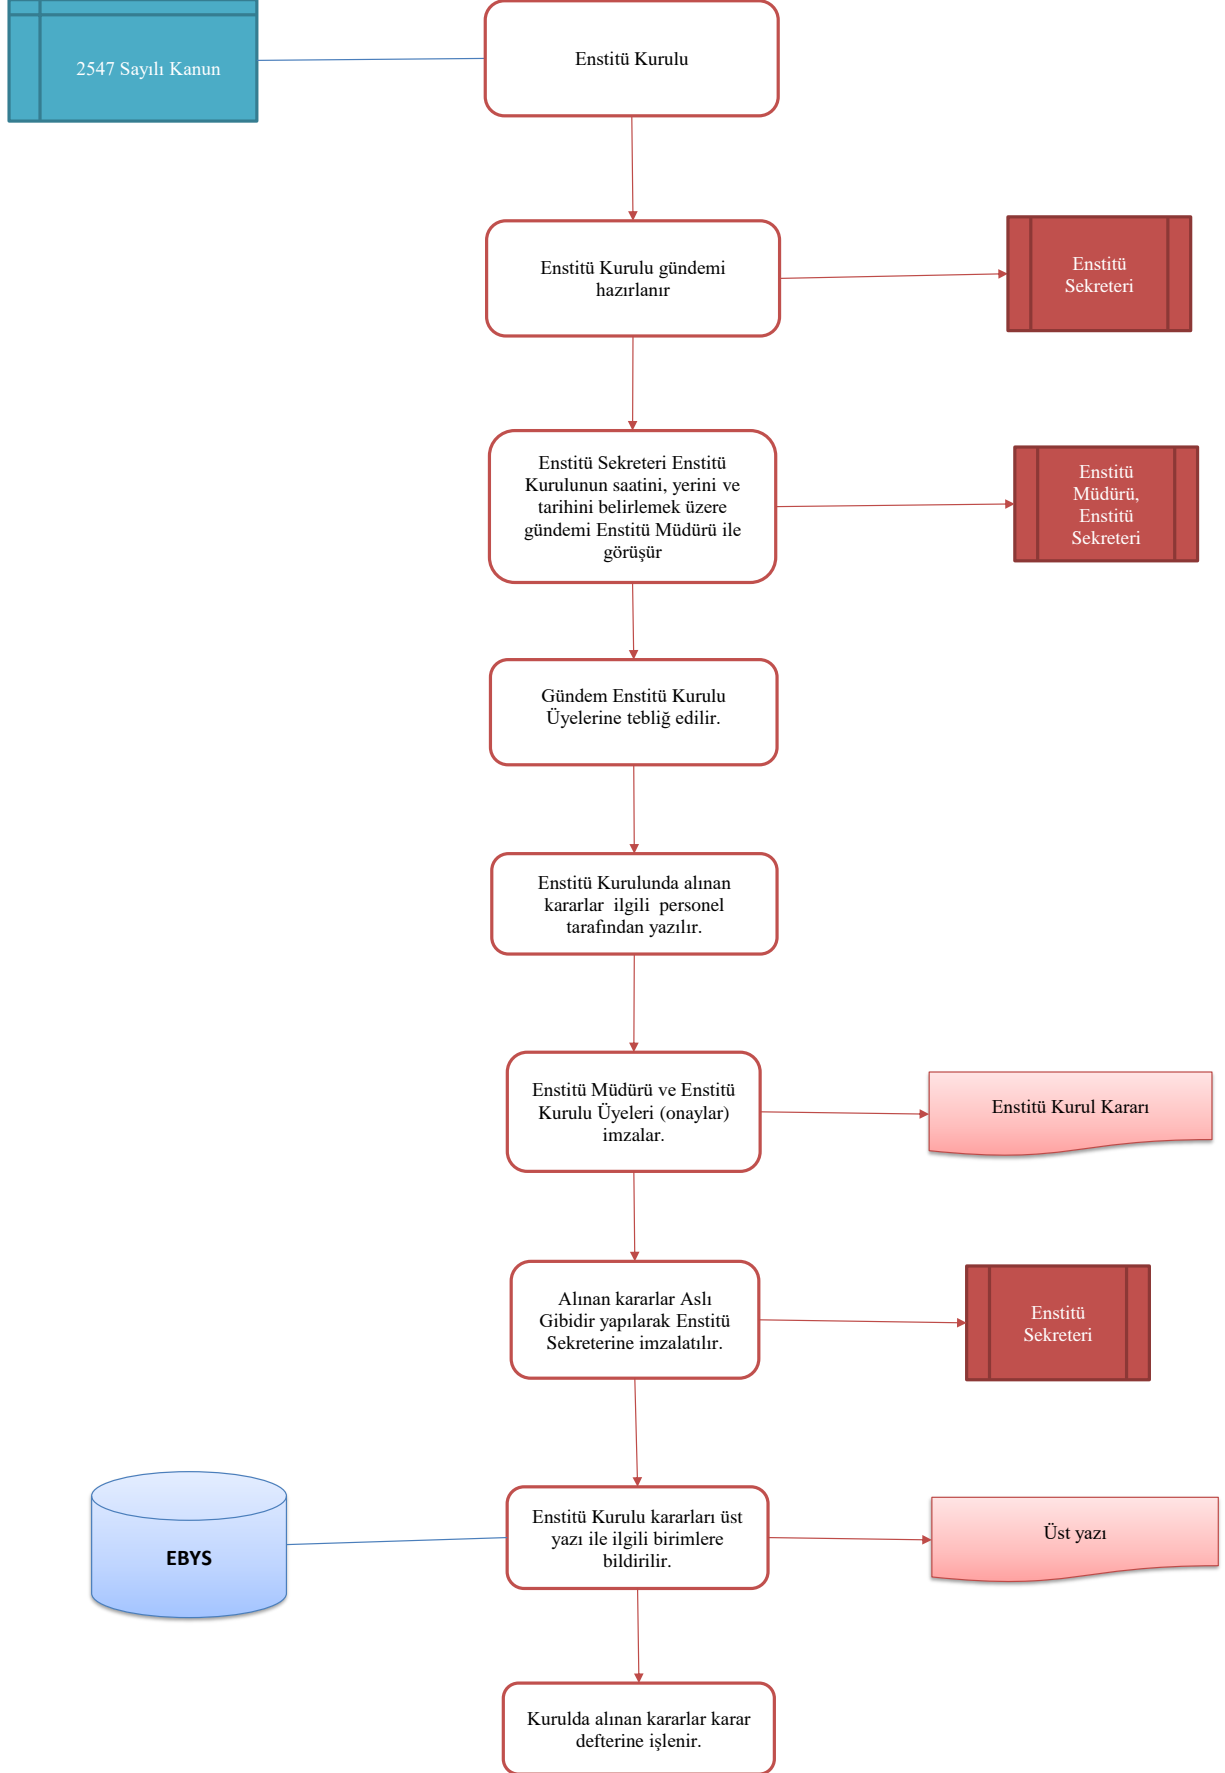 2547 Sayılı Kanun
Enstitü Kurulu
Enstitü Kurulu gündemi
hazırlanır
Enstitü
Sekreteri
Enstitü Sekreteri Enstitü
Kurulunun saatini, yerini ve
tarihini belirlemek üzere
gündemi Enstitü Müdürü ile
görüşür
Enstitü
Müdürü,
Enstitü
Sekreteri
Gündem Enstitü Kurulu
Üyelerine tebliğ edilir.
Enstitü Kurulunda alınan
kararlar ilgili personel
tarafından yazılır.
Enstitü Müdürü ve Enstitü
Kurulu Üyeleri (onaylar)
imzalar.
Enstitü Kurul Kararı
Alınan kararlar Aslı
Gibidir yapılarak Enstitü
Sekreterine imzalatılır.
Enstitü
Sekreteri
EBYS
Enstitü Kurulu kararları üst
yazı ile ilgili birimlere
bildirilir.
Üst yazı
Kurulda alınan kararlar karar
defterine işlenir.